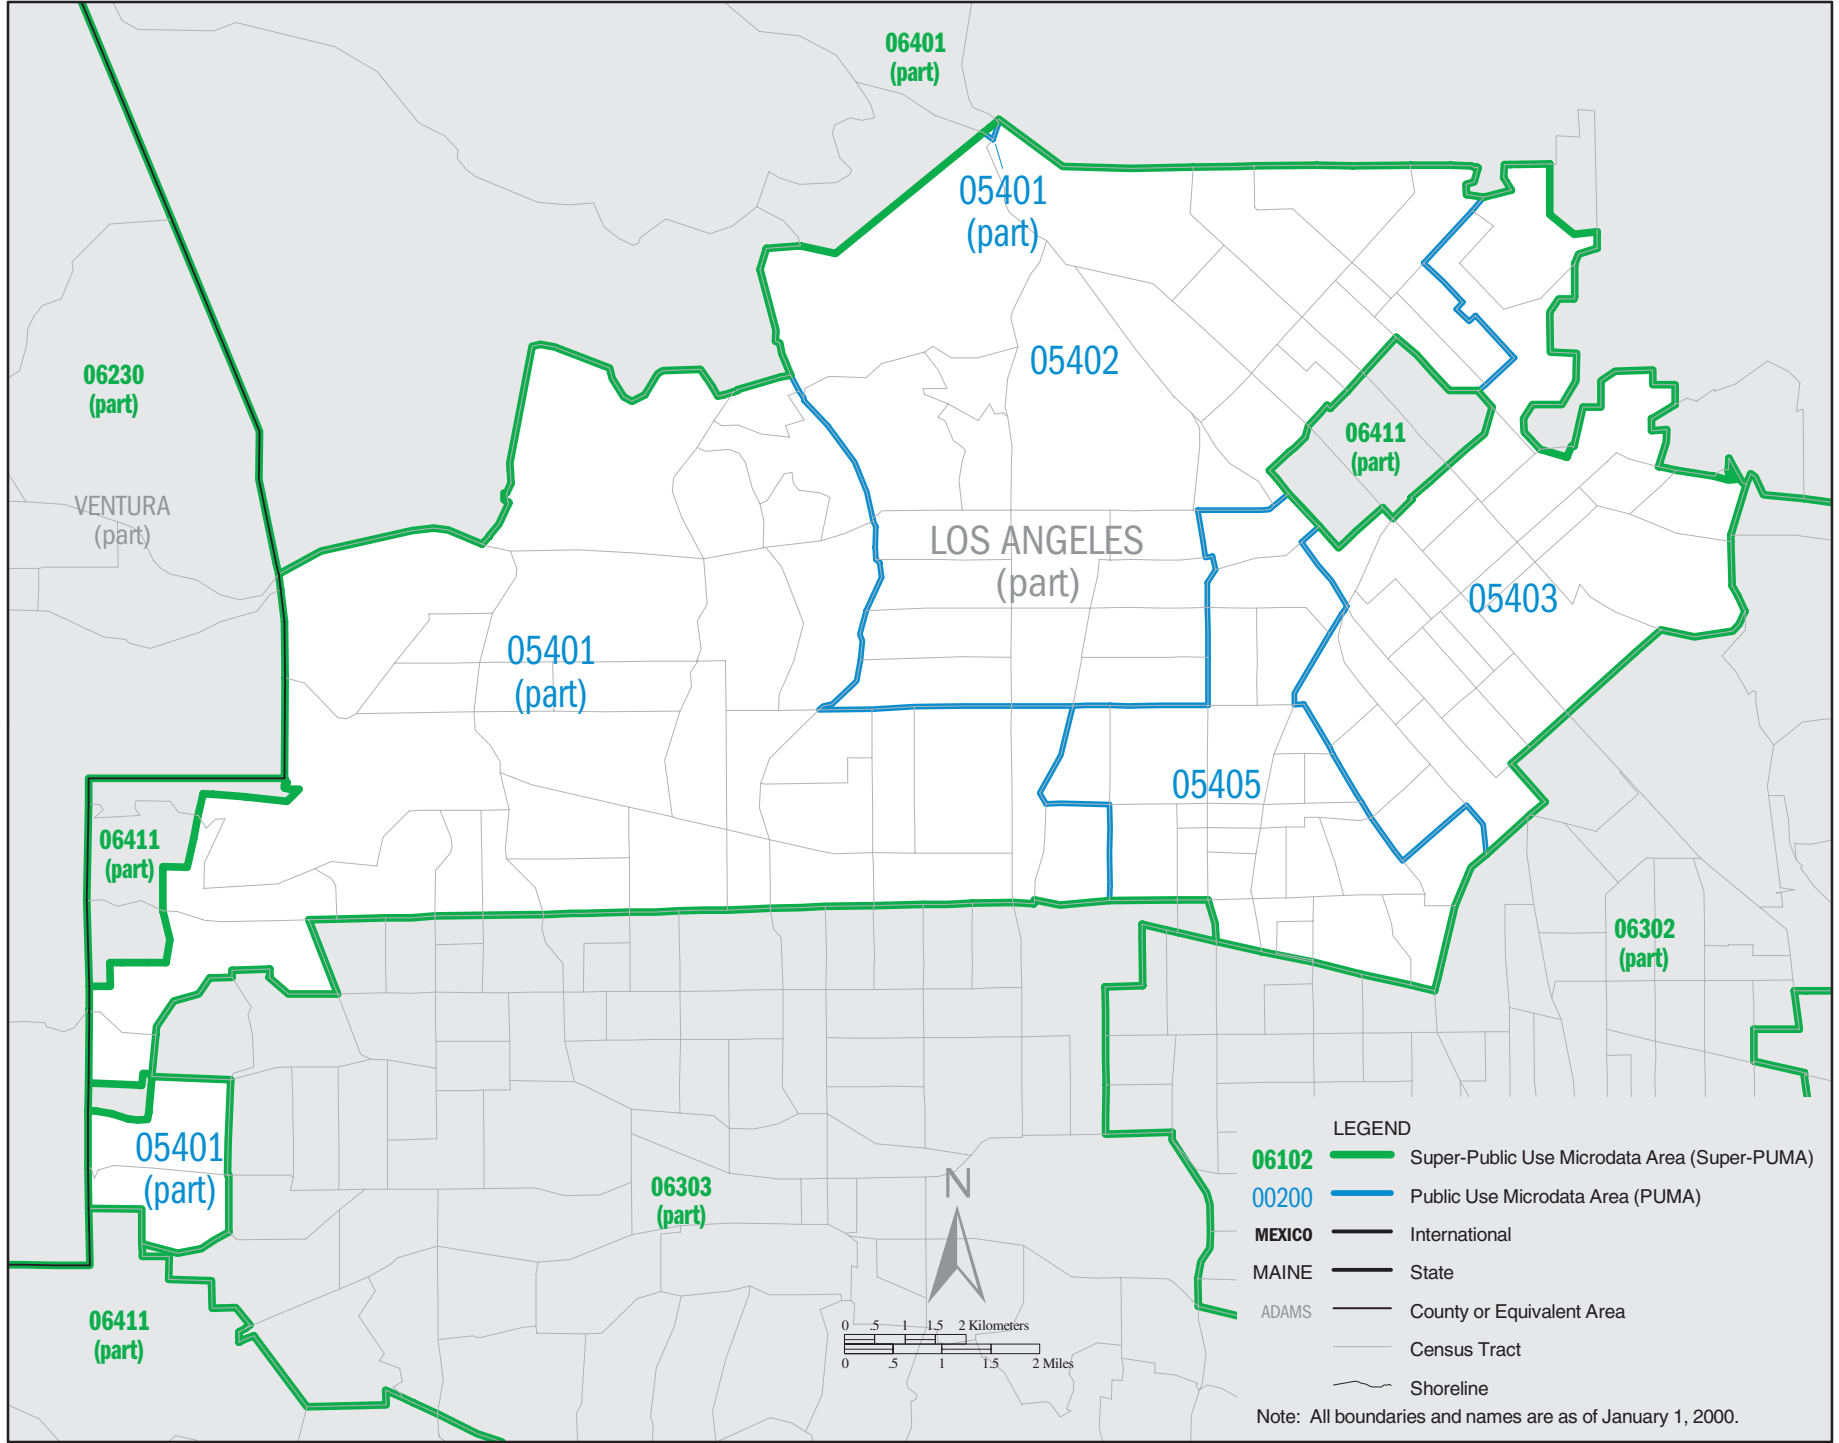 06401
(part)
05401
(part)
05402
06230
(part)
06411
(part)
VENTURA
(part)
LOS ANGELES
(part)
05403
05401
(part)
05405
06411
(part)
06302
(part)
05401
(part)
06303
(part)
N
06411
(part)
0 .5 1 1.5 2 Kilometers
0 .5 1 1.5 2 Miles
LEGEND
06102 Super-Public Use Microdata Area (Super-PUMA)
00200 Public Use Microdata Area (PUMA)
MEXICO International
MAINE State
ADAMS County or Equivalent Area
Census Tract
Shoreline
Note: All boundaries and names are as of January 1, 2000.